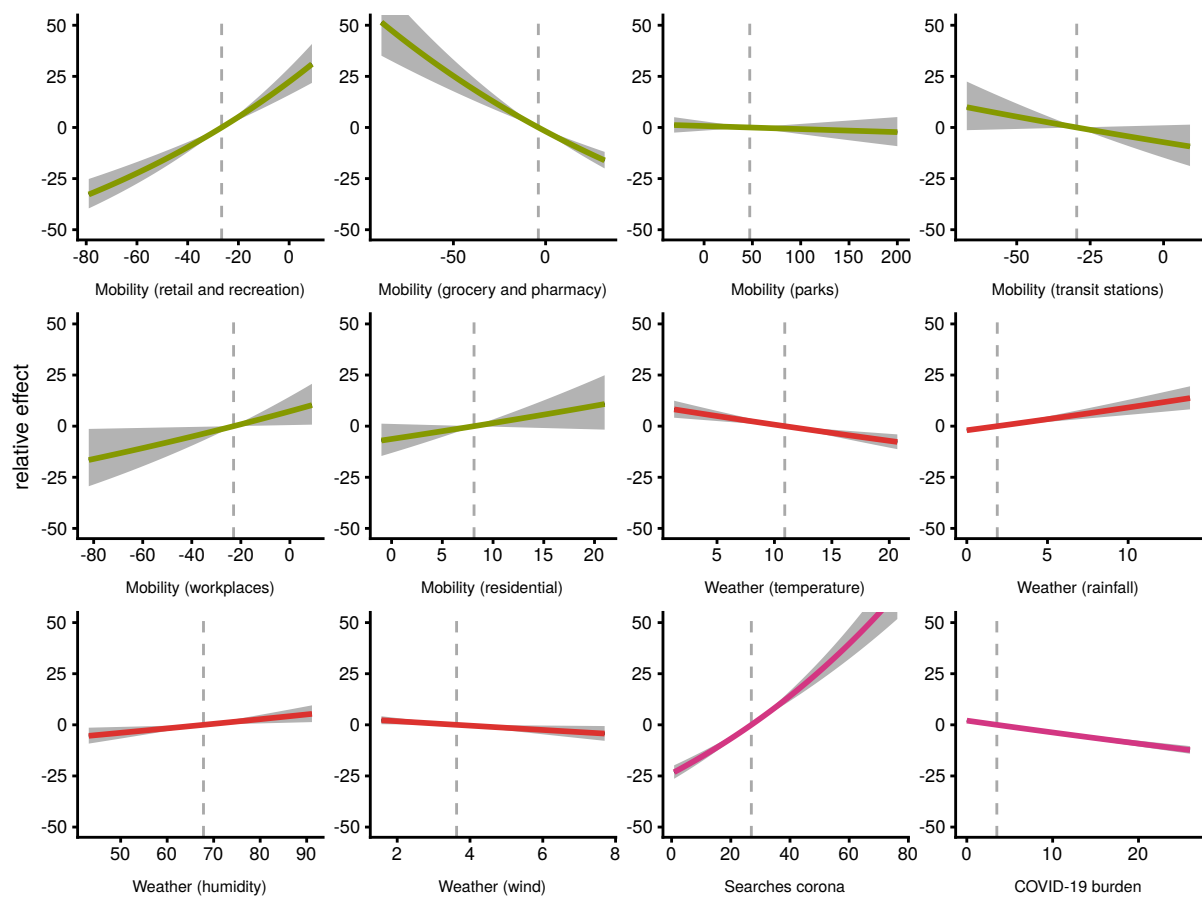 50
25
0
-25
-50
-80 -60 -40 -20 0
Mobility (retail and recreation)
50
25
0
-25
-50
-50 0
Mobility (grocery and pharmacy)
50
25
0
-25
-50
0 50 100 150 200
Mobility (parks)
50
25
0
-25
-50
-50 -25 0
Mobility (transit stations)
relative effect
50
25
0
-25
-50
-80 -60 -40 -20 0
Mobility (workplaces)
50
25
0
-25
-50
0 5 10 15 20
Mobility (residential)
50
25
0
-25
-50
5 10 15 20
Weather (temperature)
50
25
0
-25
-50
0 5 10
Weather (rainfall)
50
25
0
-25
-50
50 60 70 80 90
Weather (humidity)
50
25
0
-25
-50
2 4 6 8
Weather (wind)
50
25
0
-25
-50
0 20 40 60 80
Searches corona
50
25
0
-25
-50
0 10 20
COVID-19 burden